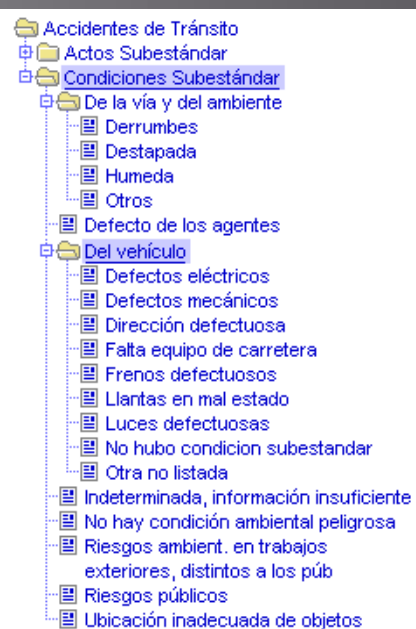 Accidentes de Tránsito
Actos Subestándar
Condiciones Subestándar
De la vía y del ambiente
Derrumbes
Destapada
Humeda
Otros
Defecto de los agentes
Del vehículo
Defectos eléctricos
Defectos mecánicos
Dirección defectuosa
Falta equipo de carretera
Frenos defectuosos
Llantas en mal estado
Luces defectuosas
No hubo condicion subestandar
Otra no listada
Indeterminada, información insuficiente
No hay condición ambiental peligrosa
Riesgos ambient. en trabajos
exteriores, distintos a los púb
Riesgos públicos
Ubicación inadecuada de objetos